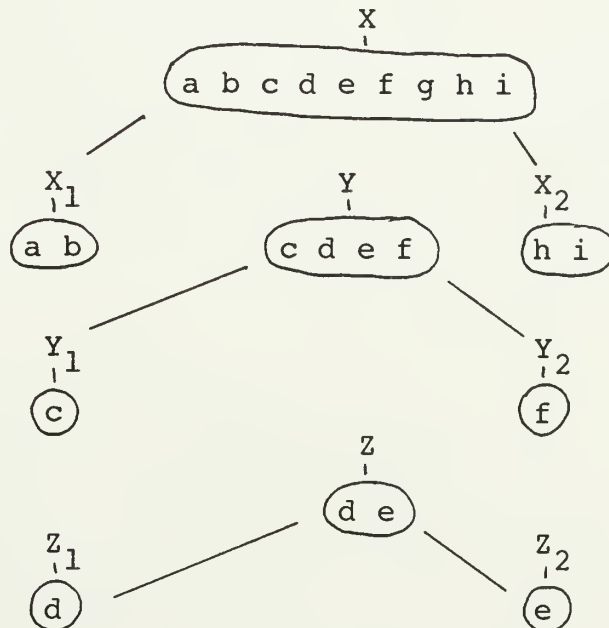 X
a b c d e f g h i
X₁ Y X₂
a b c d e f h i
Y₁ Y₂
c f
Z
d e
Z₁ Z₂
d e